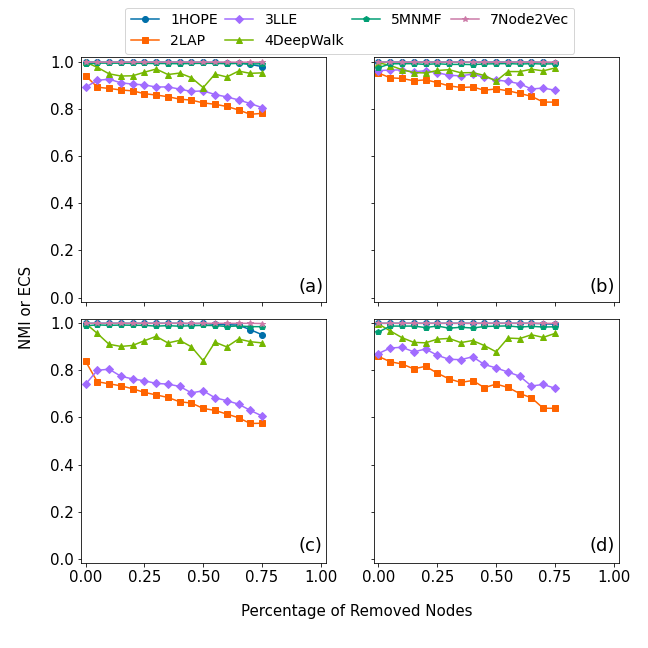 1HOPE 3LLE 5MNMF 7Node2Vec
2LAP 4DeepWalk
1.0
0.8
0.6
0.4
0.2
0.0
(a) (b)
NMI or ECS
1.0
0.8
0.6
0.4
0.2
0.0
(c) (d)
0.00 0.25 0.50 0.75 1.00 0.00 0.25 0.50 0.75 1.00
Percentage of Removed Nodes